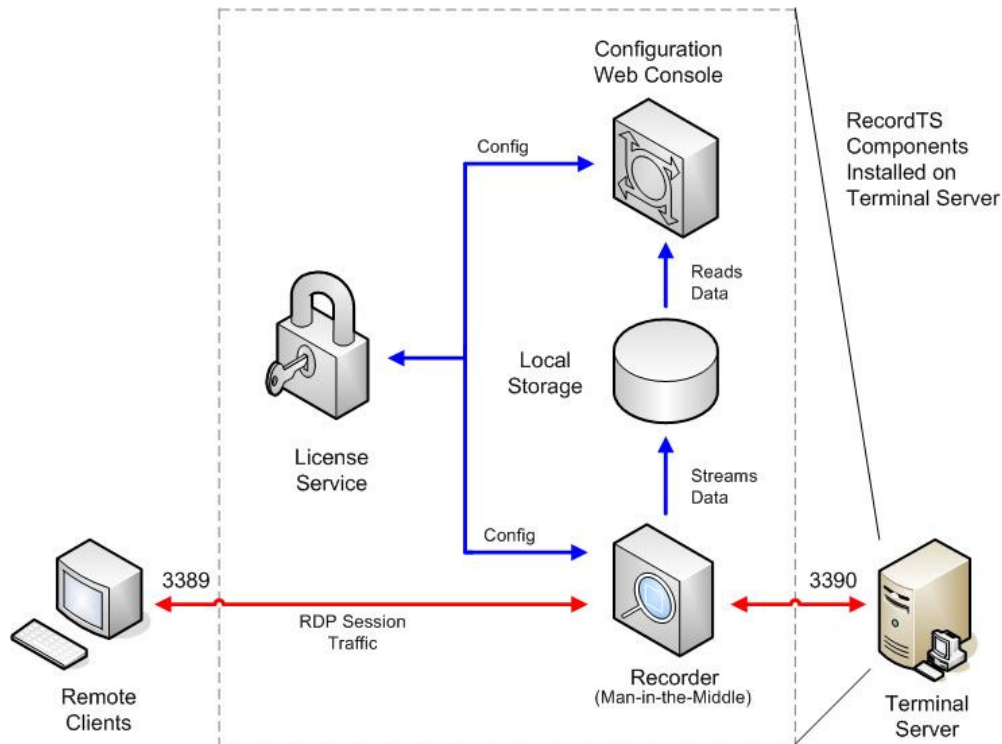 Configuration
Web Console
RecordTS
Components
Installed on
Terminal Server
Config
Reads
Data
Local
Storage
License
Service
Streams
Data
Config
3389
3390
RDP Session
Traffic
Remote
Clients
Recorder
(Man-in-the-Middle)
Terminal
Server